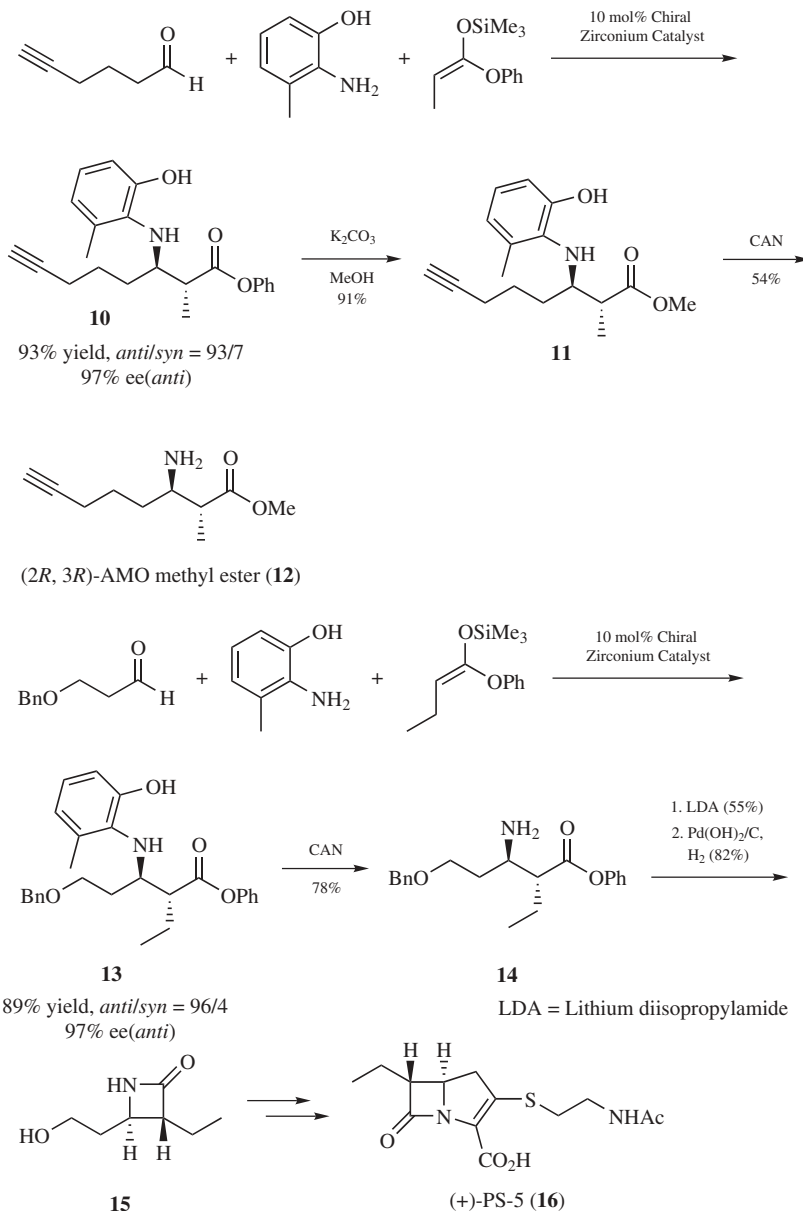 O
H
+
OH
NH₂
+
OSiMe₃
OPh
10 mol% Chiral
Zirconium Catalyst
OH
NH
O
OPh
10
93% yield, anti/syn = 93/7
97% ee(anti)
K₂CO₃
MeOH
91%
OH
NH
O
OMe
11
CAN
54%
NH₂
O
OMe
(2R, 3R)-AMO methyl ester (12)
O
BnO
H
+
OH
NH₂
+
OSiMe₃
OPh
10 mol% Chiral
Zirconium Catalyst
OH
NH
O
BnO
OPh
13
89% yield, anti/syn = 96/4
97% ee(anti)
CAN
78%
NH₂
O
BnO
OPh
14
1. LDA (55%)
2. Pd(OH)₂/C,
H₂ (82%)
LDA = Lithium diisopropylamide
HN
O
HO
H
H
15
H
H
O
N
S
NHAc
CO₂H
(+)-PS-5 (16)